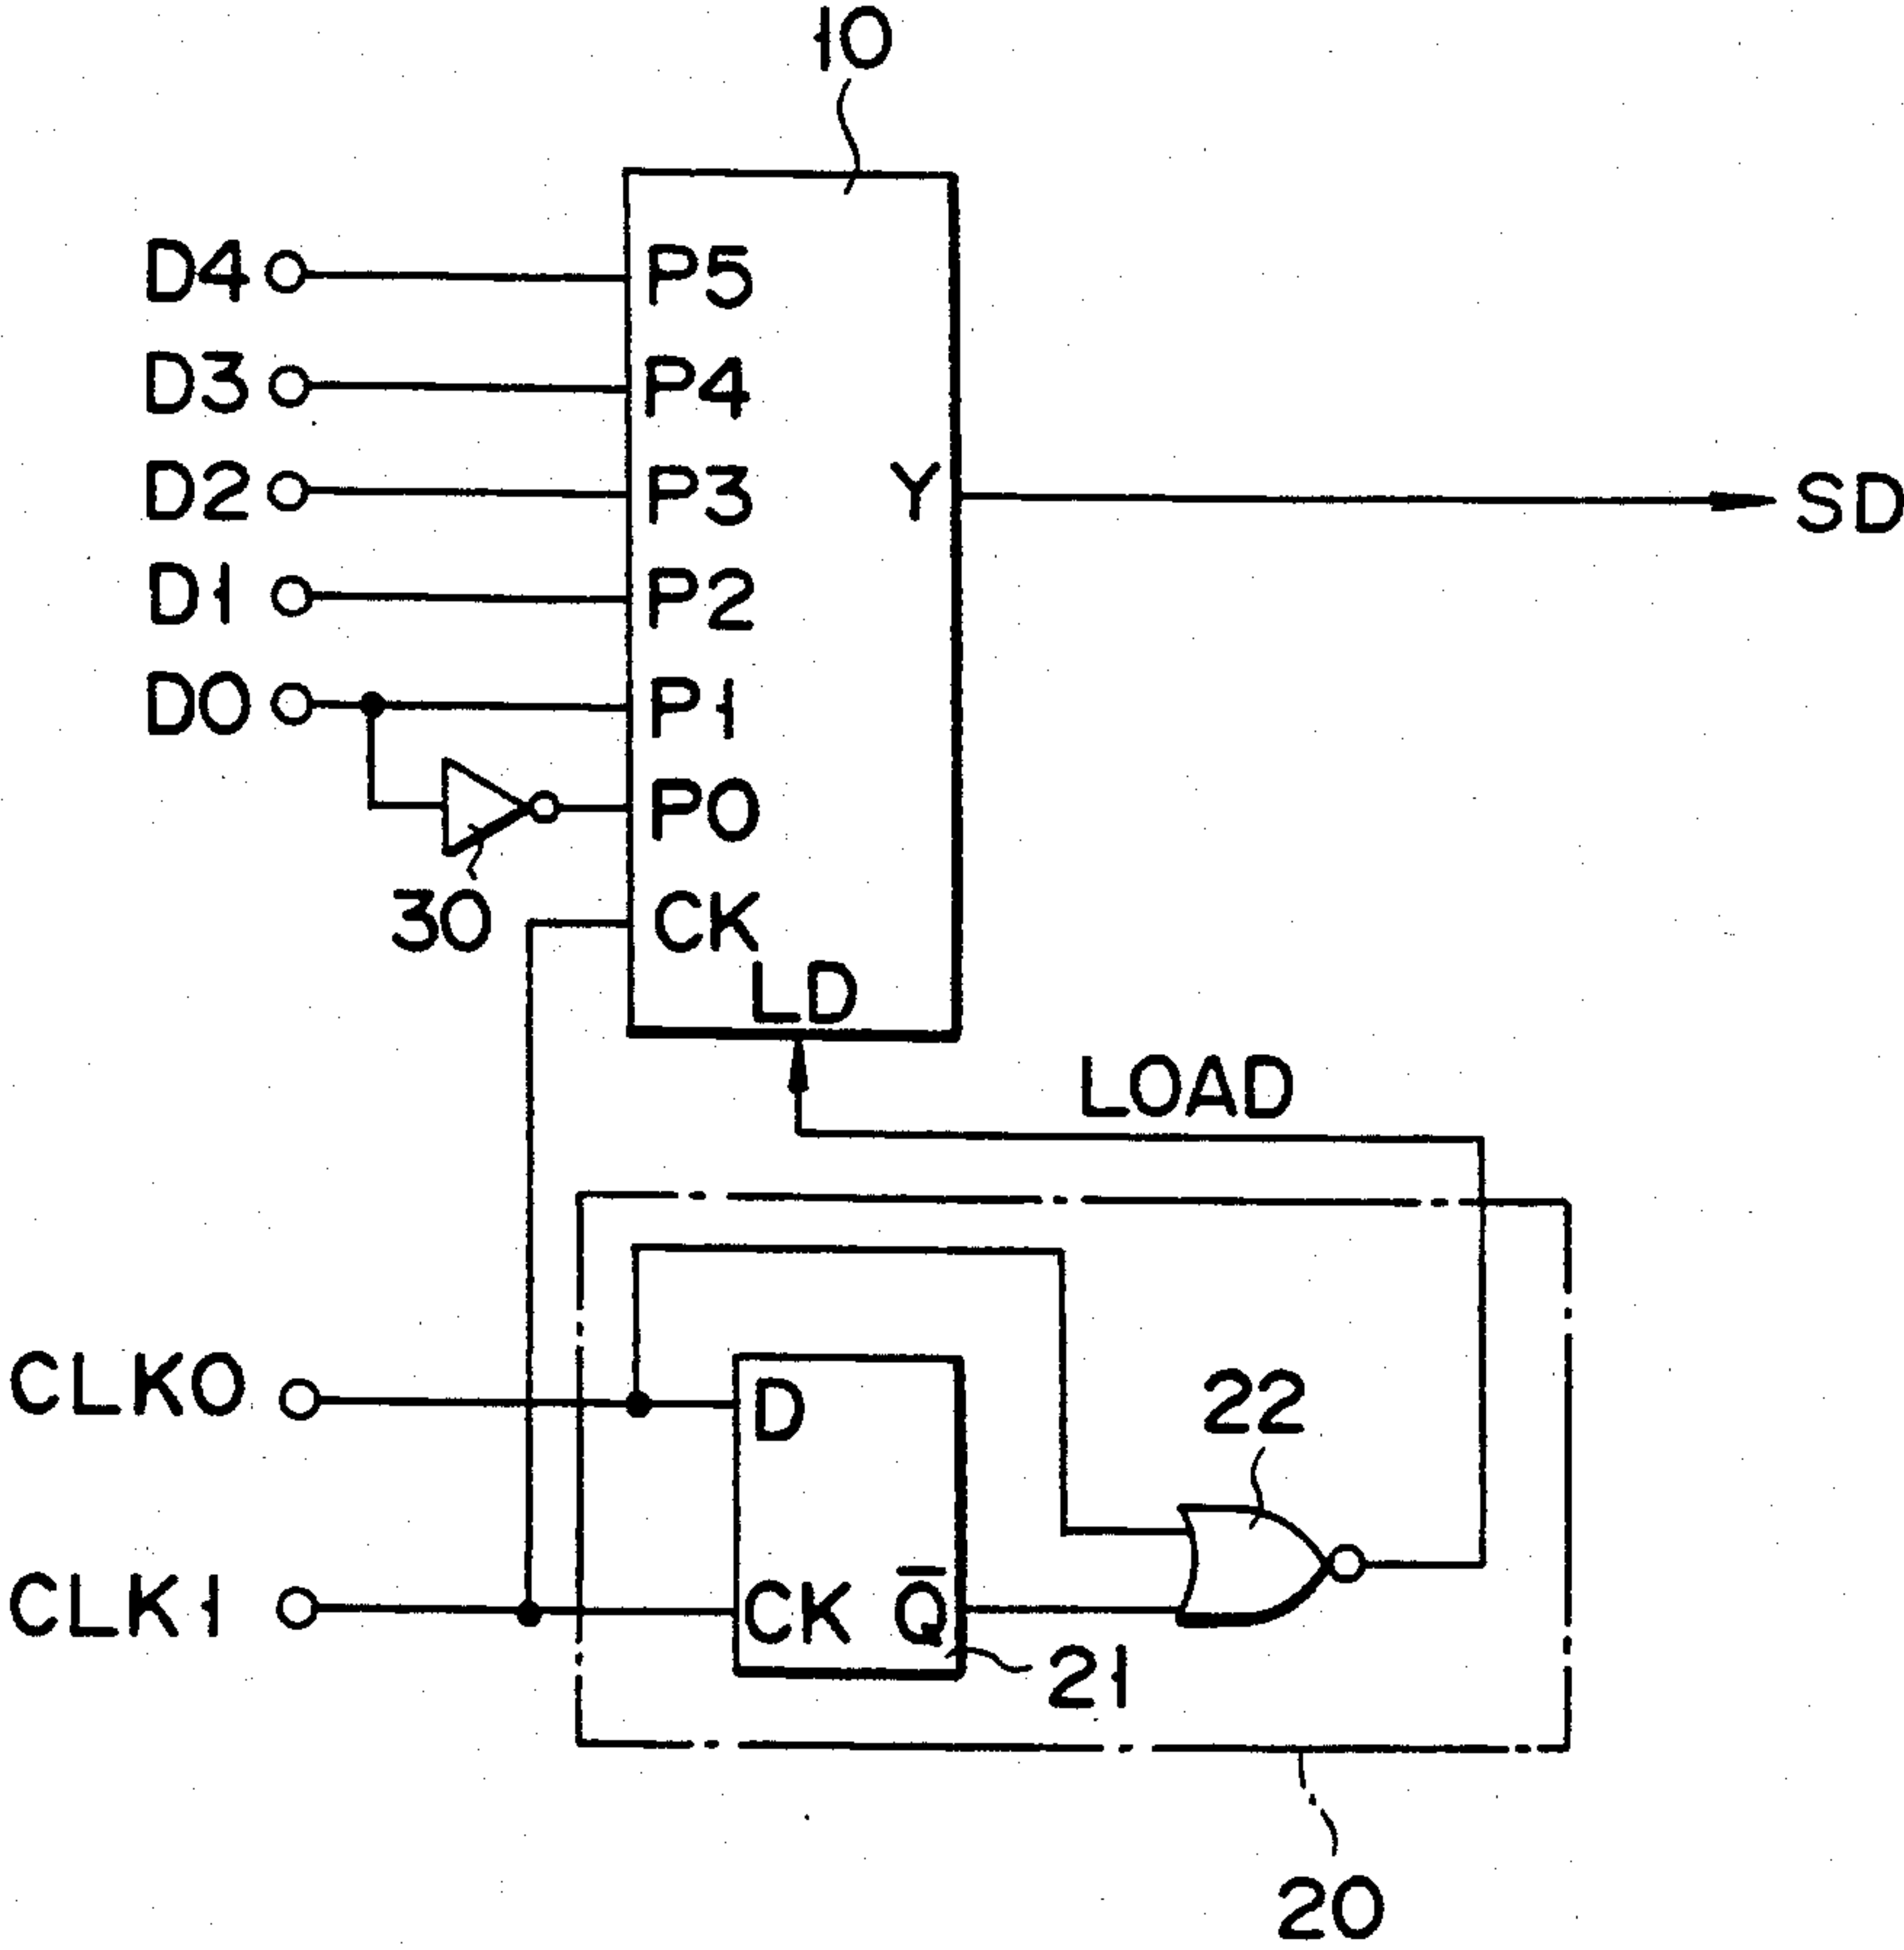 10
D4 P5
D3 P4
D2 P3 Y SD
D1 P2
D0 P1
P0
30 CK
LD
LOAD
CLK0 D 22
CLK1 CK Q̅
21
20